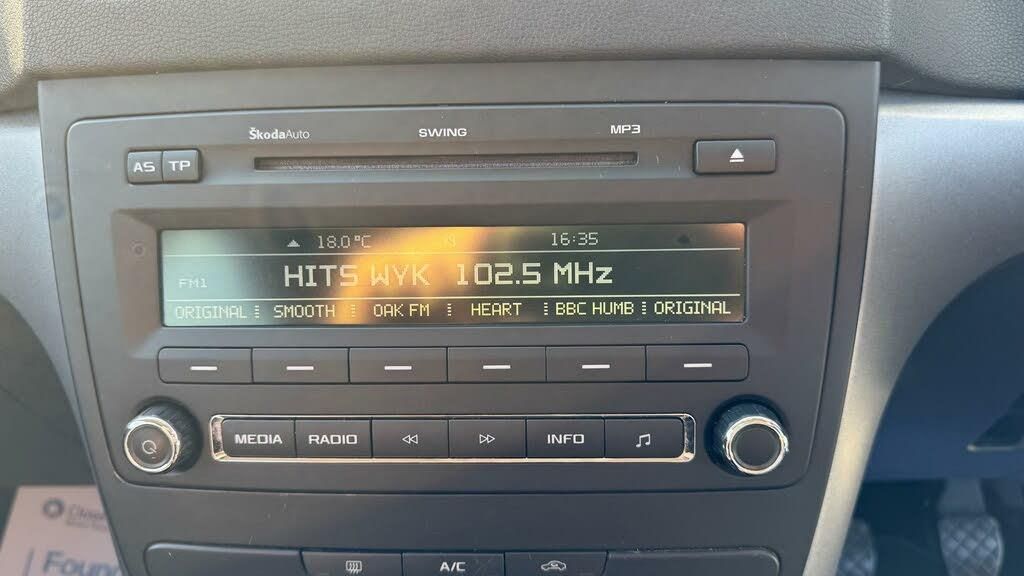 ŠkodaAuto SWING MP3
AS TP
18.0°C 16:35
FM1 HITS WYK 102.5 MHz
ORIGINAL SMOOTH OAK FM HEART BBC HUMB ORIGINAL
MEDIA RADIO INFO
A/C